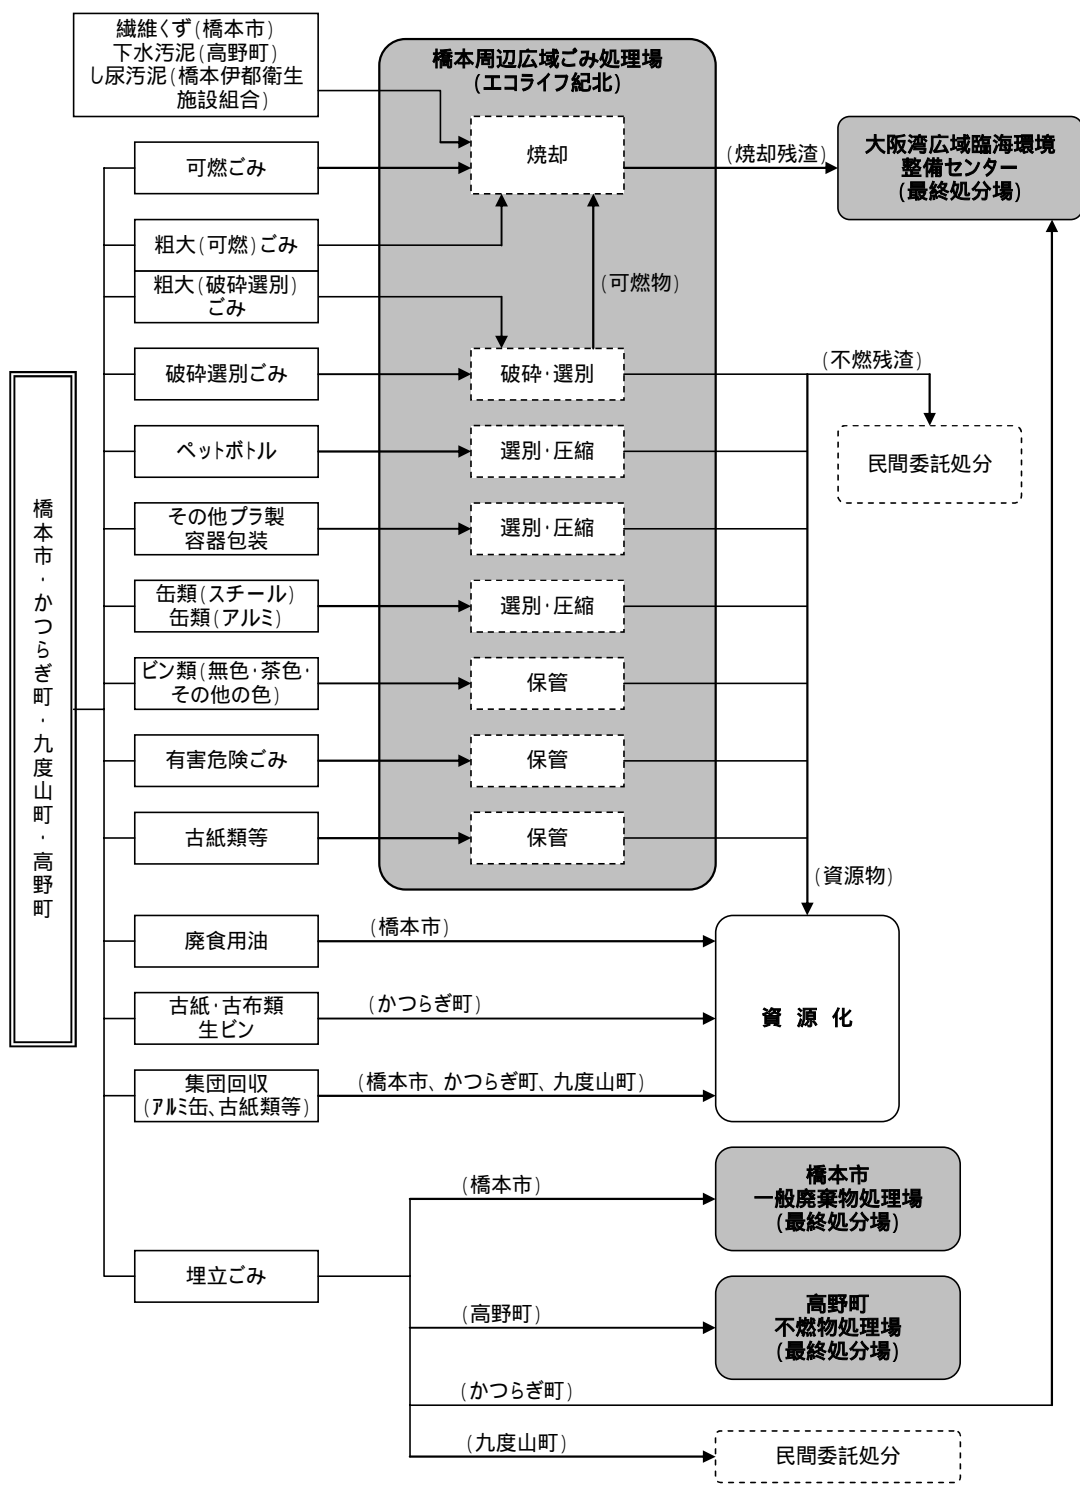 繊維くず(橋本市)
下水汚泥(高野町)
し尿汚泥(橋本伊都衛生
施設組合)
橋本周辺広域ごみ処理場
(エコライフ紀北)
焼却
(焼却残渣)
大阪湾広域臨海環境
整備センター
(最終処分場)
可燃ごみ
粗大(可燃)ごみ
粗大(破砕選別)
ごみ
(可燃物)
破砕選別ごみ
破砕・選別
(不燃残渣)
民間委託処分
ペットボトル
選別・圧縮
その他プラ製
容器包装
選別・圧縮
缶類(スチール)
缶類(アルミ)
選別・圧縮
ビン類(無色・茶色・
その他の色)
保管
有害危険ごみ
保管
古紙類等
保管
(資源物)
橋本市・かつらぎ町・九度山町・高野町
廃食用油
(橋本市)
古紙・古布類
生ビン
(かつらぎ町)
資源化
集団回収
(アルミ缶、古紙類等)
(橋本市、かつらぎ町、九度山町)
埋立ごみ
(橋本市)
橋本市
一般廃棄物処理場
(最終処分場)
(高野町)
高野町
不燃物処理場
(最終処分場)
(かつらぎ町)
(九度山町)
民間委託処分